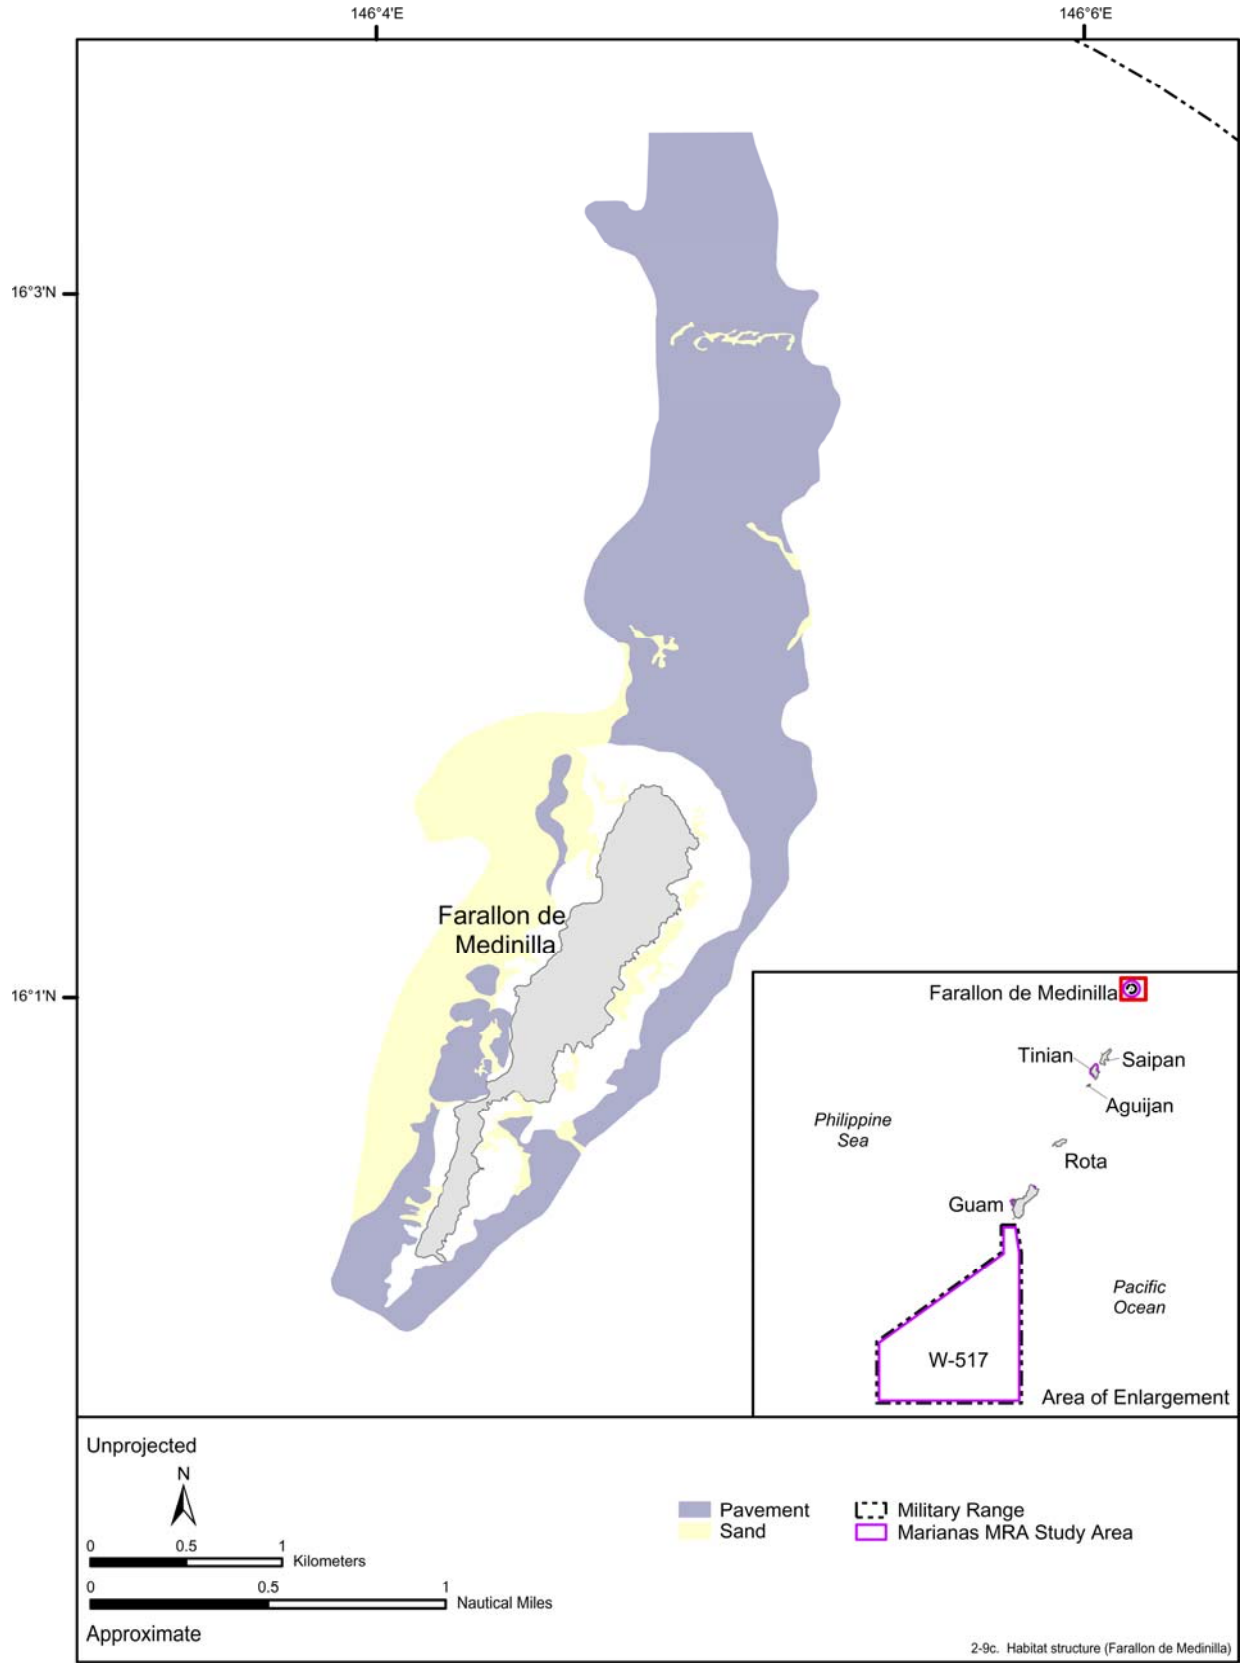 146°4'E
146°6'E
16°3'N
Farallon de
Medinilla
16°1'N
Farallon de Medinilla
Tinian
Saipan
Aguijan
Philippine
Sea
Rota
Guam
Pacific
Ocean
W-517
Area of Enlargement
Unprojected
N
0 0.5 1
Kilometers
0 0.5 1
Nautical Miles
Approximate
Pavement
Sand
Military Range
Marianas MRA Study Area
2-9c. Habitat structure (Farallon de Medinilla)